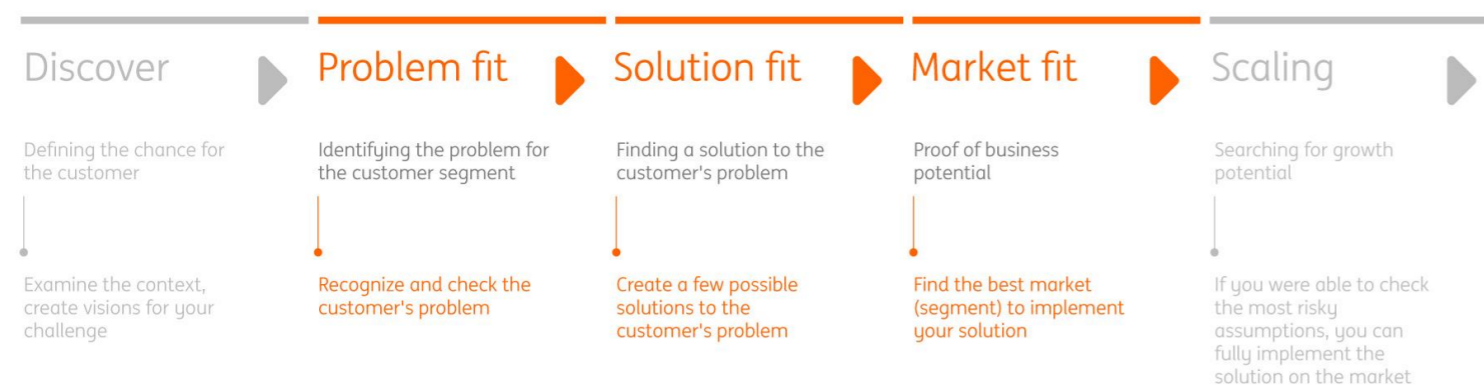 Discover
Defining the chance for
the customer
Examine the context,
create visions for your
challenge
Problem fit
Identifying the problem for
the customer segment
Recognize and check the
customer's problem
Solution fit
Finding a solution to the
customer's problem
Create a few possible
solutions to the
customer's problem
Market fit
Proof of business
potential
Find the best market
(segment) to implement
your solution
Scaling
Searching for growth
potential
If you were able to check
the most risky
assumptions, you can
fully implement the
solution on the market